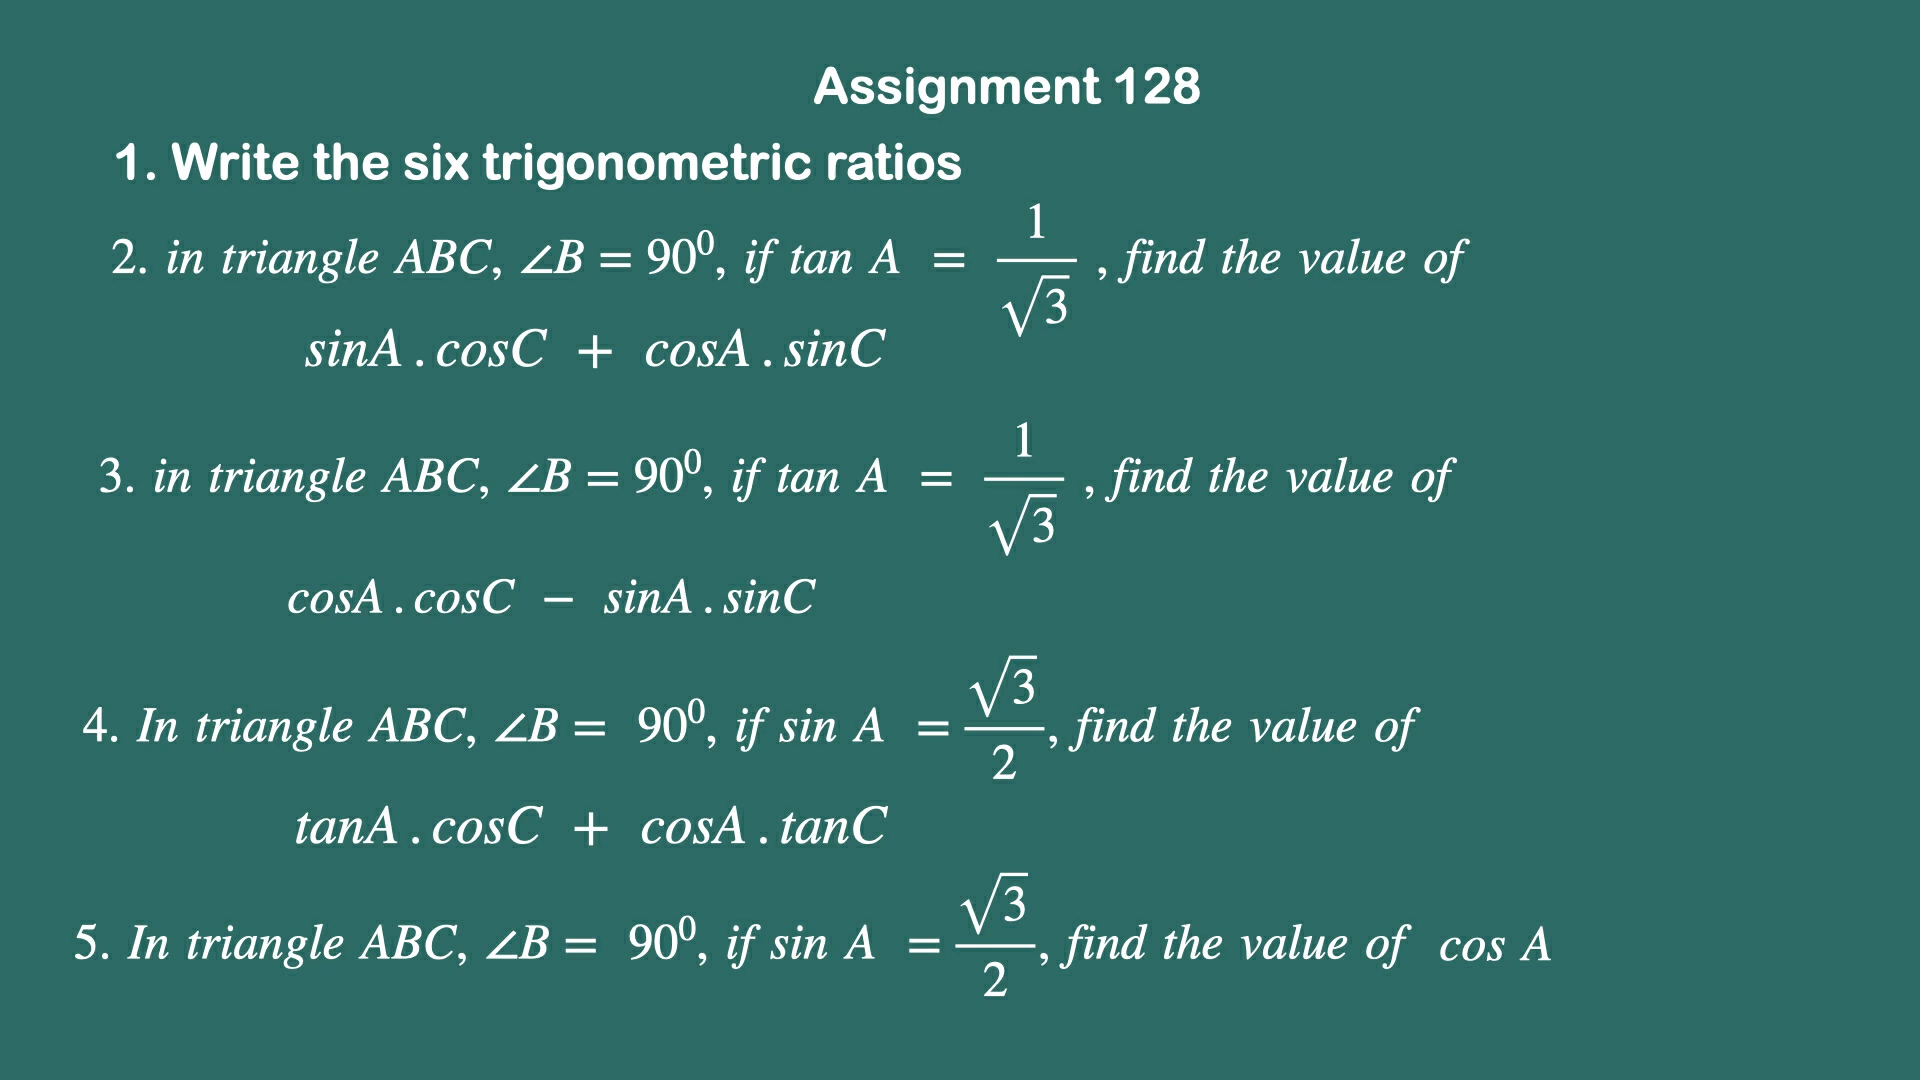 Assignment 128
1. Write the six trigonometric ratios
2. in triangle ABC, ∠B = 90⁰, if tan A = 1/√3 , find the value of
sinA . cosC + cosA . sinC
3. in triangle ABC, ∠B = 90⁰, if tan A = 1/√3 , find the value of
cosA . cosC − sinA . sinC
4. In triangle ABC, ∠B = 90⁰, if sin A = √3/2, find the value of
tanA . cosC + cosA . tanC
5. In triangle ABC, ∠B = 90⁰, if sin A = √3/2, find the value of cos A